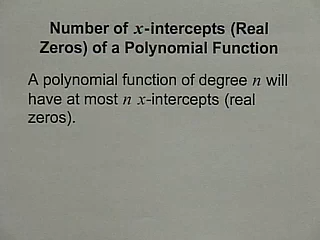 Number of x-intercepts (Real
Zeros) of a Polynomial Function
A polynomial function of degree n will
have at most n x-intercepts (real
zeros).